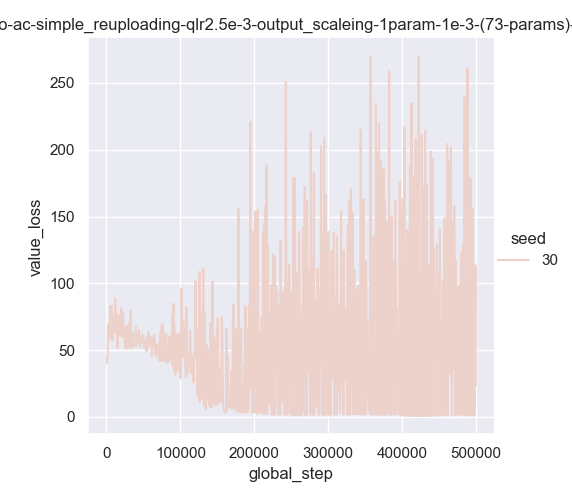 o-ac-simple_reuploading-qlr2.5e-3-output_scaleing-1param-1e-3-(73-params)-
250
200
150
100
50
0
value_loss
0 100000 200000 300000 400000 500000
global_step
seed
30